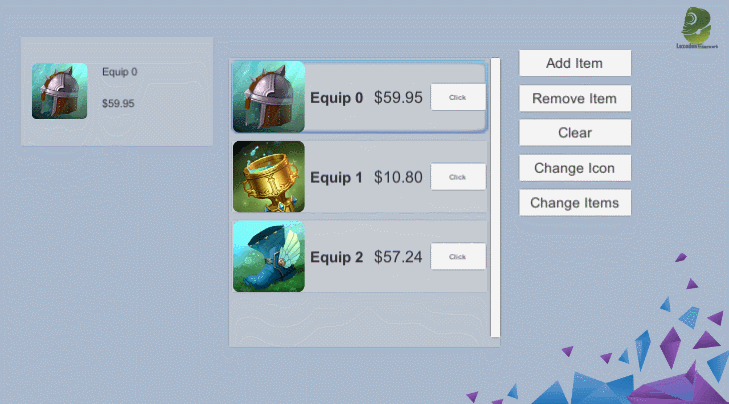 Equip 0
$59.95
Equip 0 $59.95 Click
Equip 1 $10.80 Click
Equip 2 $57.24 Click
Add Item
Remove Item
Clear
Change Icon
Change Items